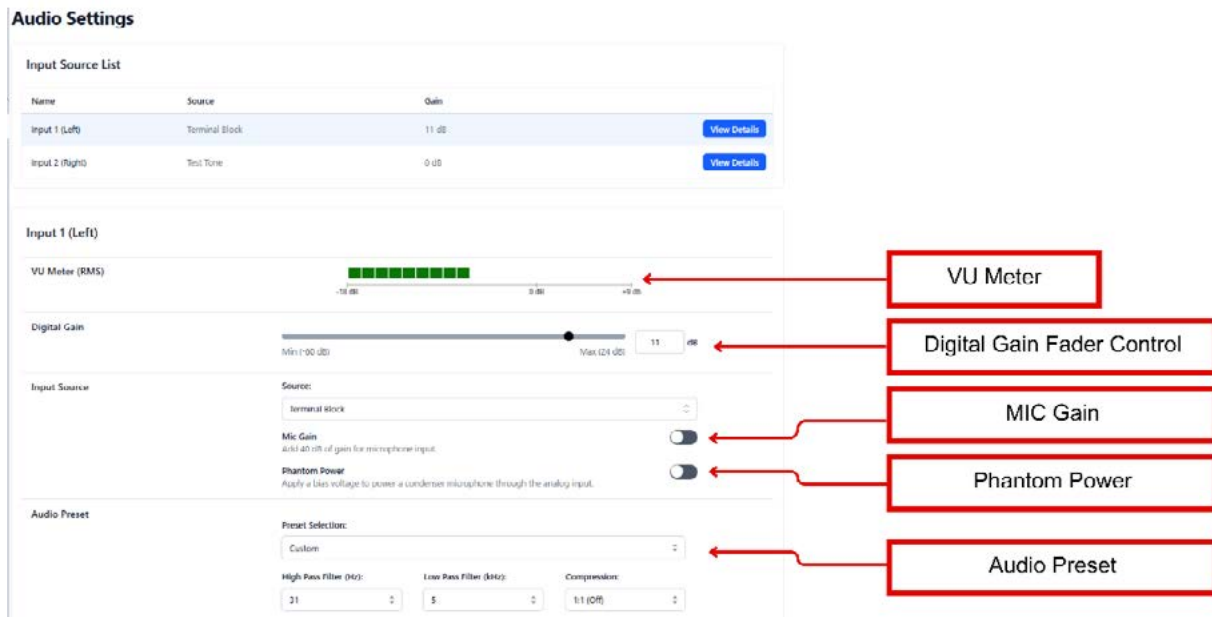 Audio Settings
Input Source List
Name Source Gain
Input 1 (Left) Terminal Block 11 dB View Details
Input 2 (Right) Test Tone 0 dB View Details
Input 1 (Left)
VU Meter (RMS)
0 dB
VU Meter
Digital Gain
Min (-60 dB) Max (24 dB) 11 dB
Digital Gain Fader Control
Input Source
Source:
Terminal Block
Mic Gain
Add 40 dB of gain for microphone input.
MIC Gain
Phantom Power
Apply a bias voltage to power a condenser microphone through the analog input.
Phantom Power
Audio Preset
Preset Selection:
Custom
Audio Preset
High Pass Filter (Hz): Low Pass Filter (kHz): Compression:
31 5 1:1 (Off)